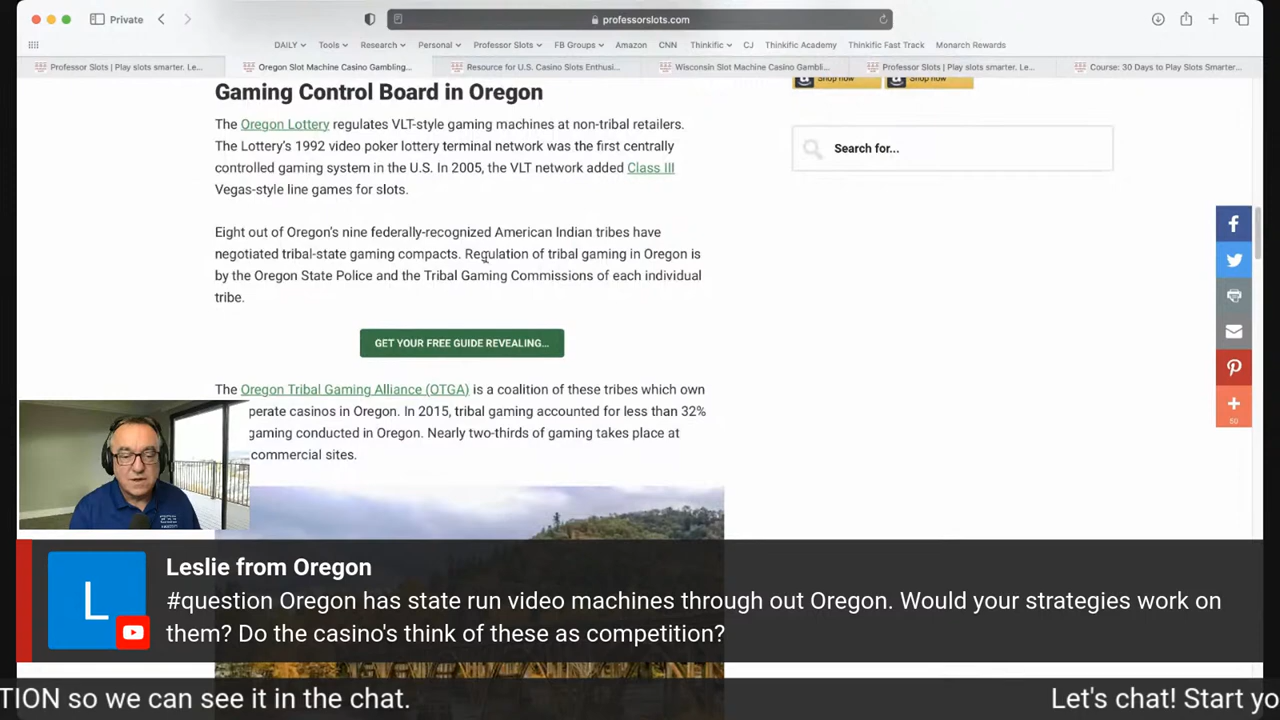 Private
professorslots.com
DAILY Tools Research Personal Professor Slots FB Groups Amazon CNN Thinkific CJ Thinkific Academy Thinkific Fast Track Monarch Rewards
Professor Slots | Play slots smarter. Le... Oregon Slot Machine Casino Gambling... Resource for U.S. Casino Slots Enthusi... Wisconsin Slot Machine Casino Gambli... Professor Slots | Play slots smarter. Le... Course: 30 Days to Play Slots Smarter...
Shop now Shop now
Gaming Control Board in Oregon
The Oregon Lottery regulates VLT-style gaming machines at non-tribal retailers.
The Lottery's 1992 video poker lottery terminal network was the first centrally
controlled gaming system in the U.S. In 2005, the VLT network added Class III
Vegas-style line games for slots.
Search for...
Eight out of Oregon's nine federally-recognized American Indian tribes have
negotiated tribal-state gaming compacts. Regulation of tribal gaming in Oregon is
by the Oregon State Police and the Tribal Gaming Commissions of each individual
tribe.
GET YOUR FREE GUIDE REVEALING...
The Oregon Tribal Gaming Alliance (OTGA) is a coalition of these tribes which own
perate casinos in Oregon. In 2015, tribal gaming accounted for less than 32%
gaming conducted in Oregon. Nearly two-thirds of gaming takes place at
commercial sites.
50
L
Leslie from Oregon
#question Oregon has state run video machines through out Oregon. Would your strategies work on
them? Do the casino's think of these as competition?
TION so we can see it in the chat. Let's chat! Start yo